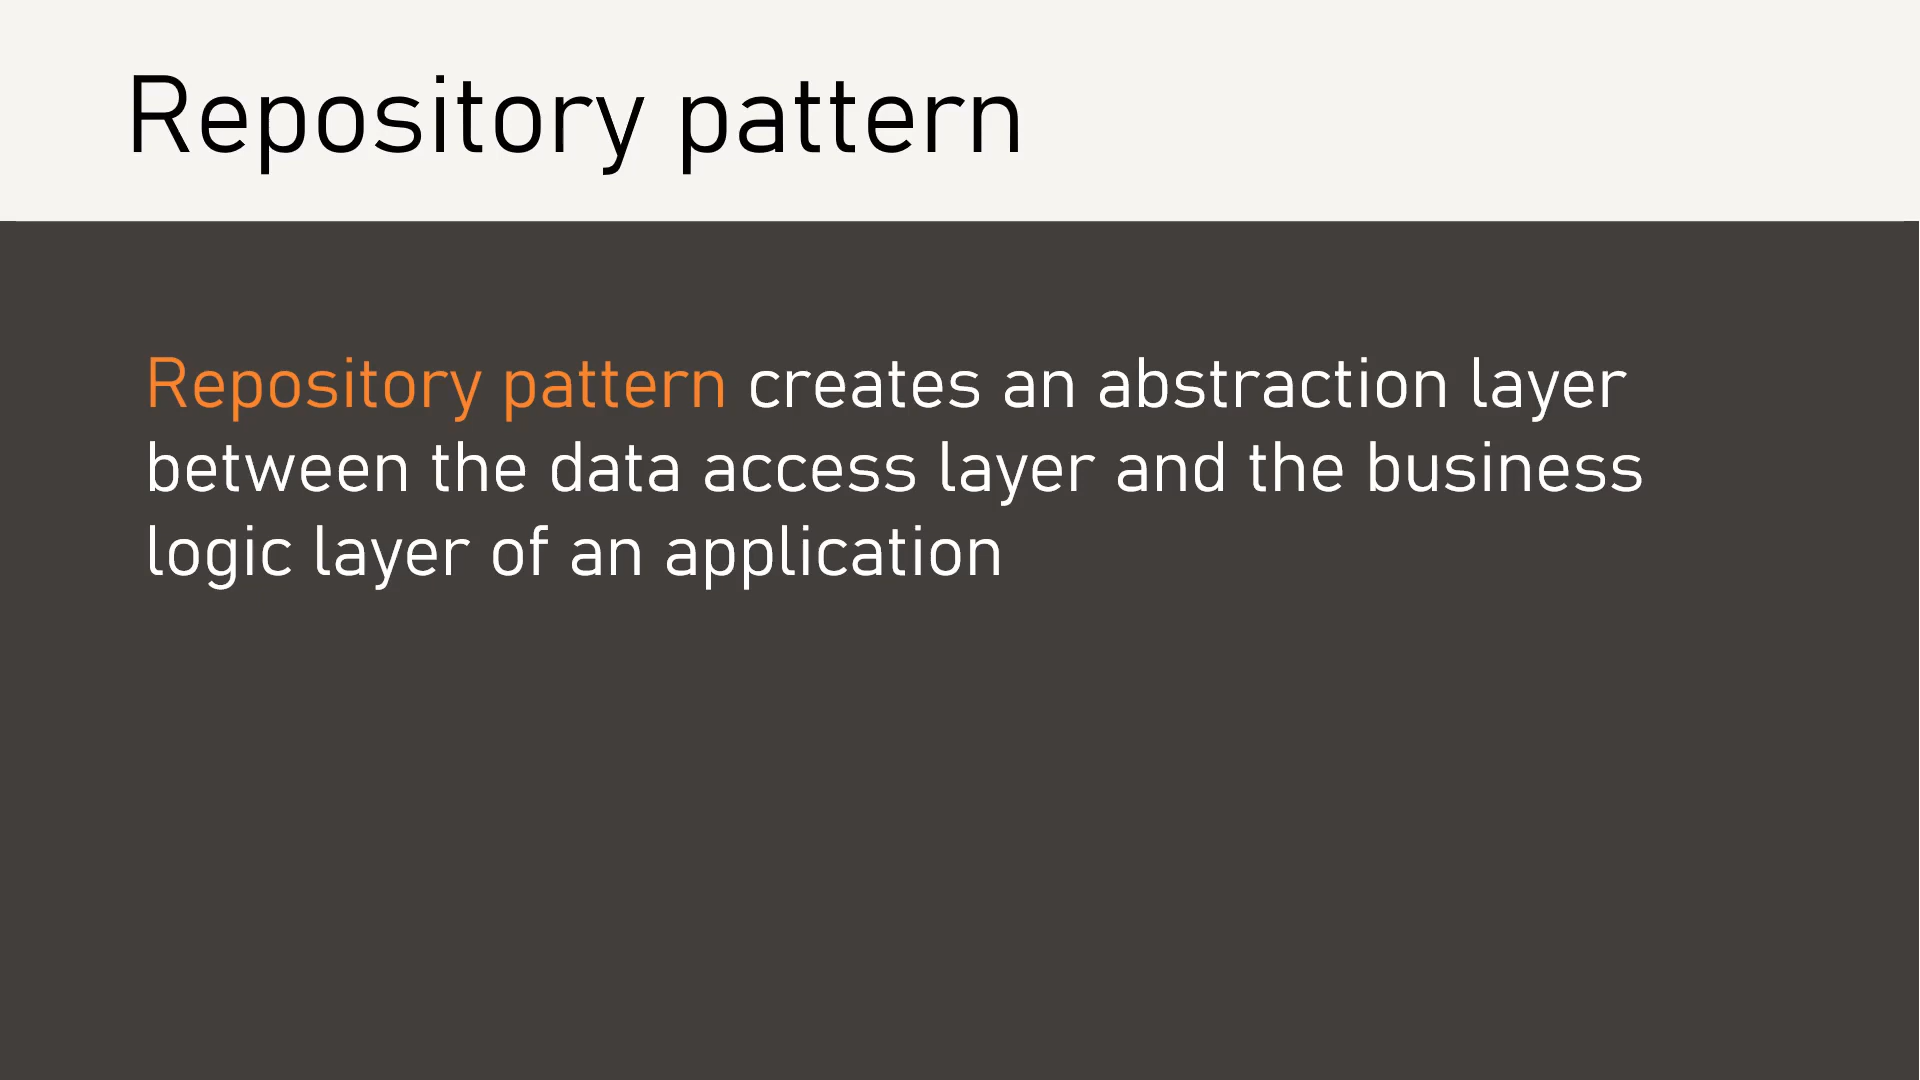 Repository pattern
Repository pattern creates an abstraction layer
between the data access layer and the business
logic layer of an application